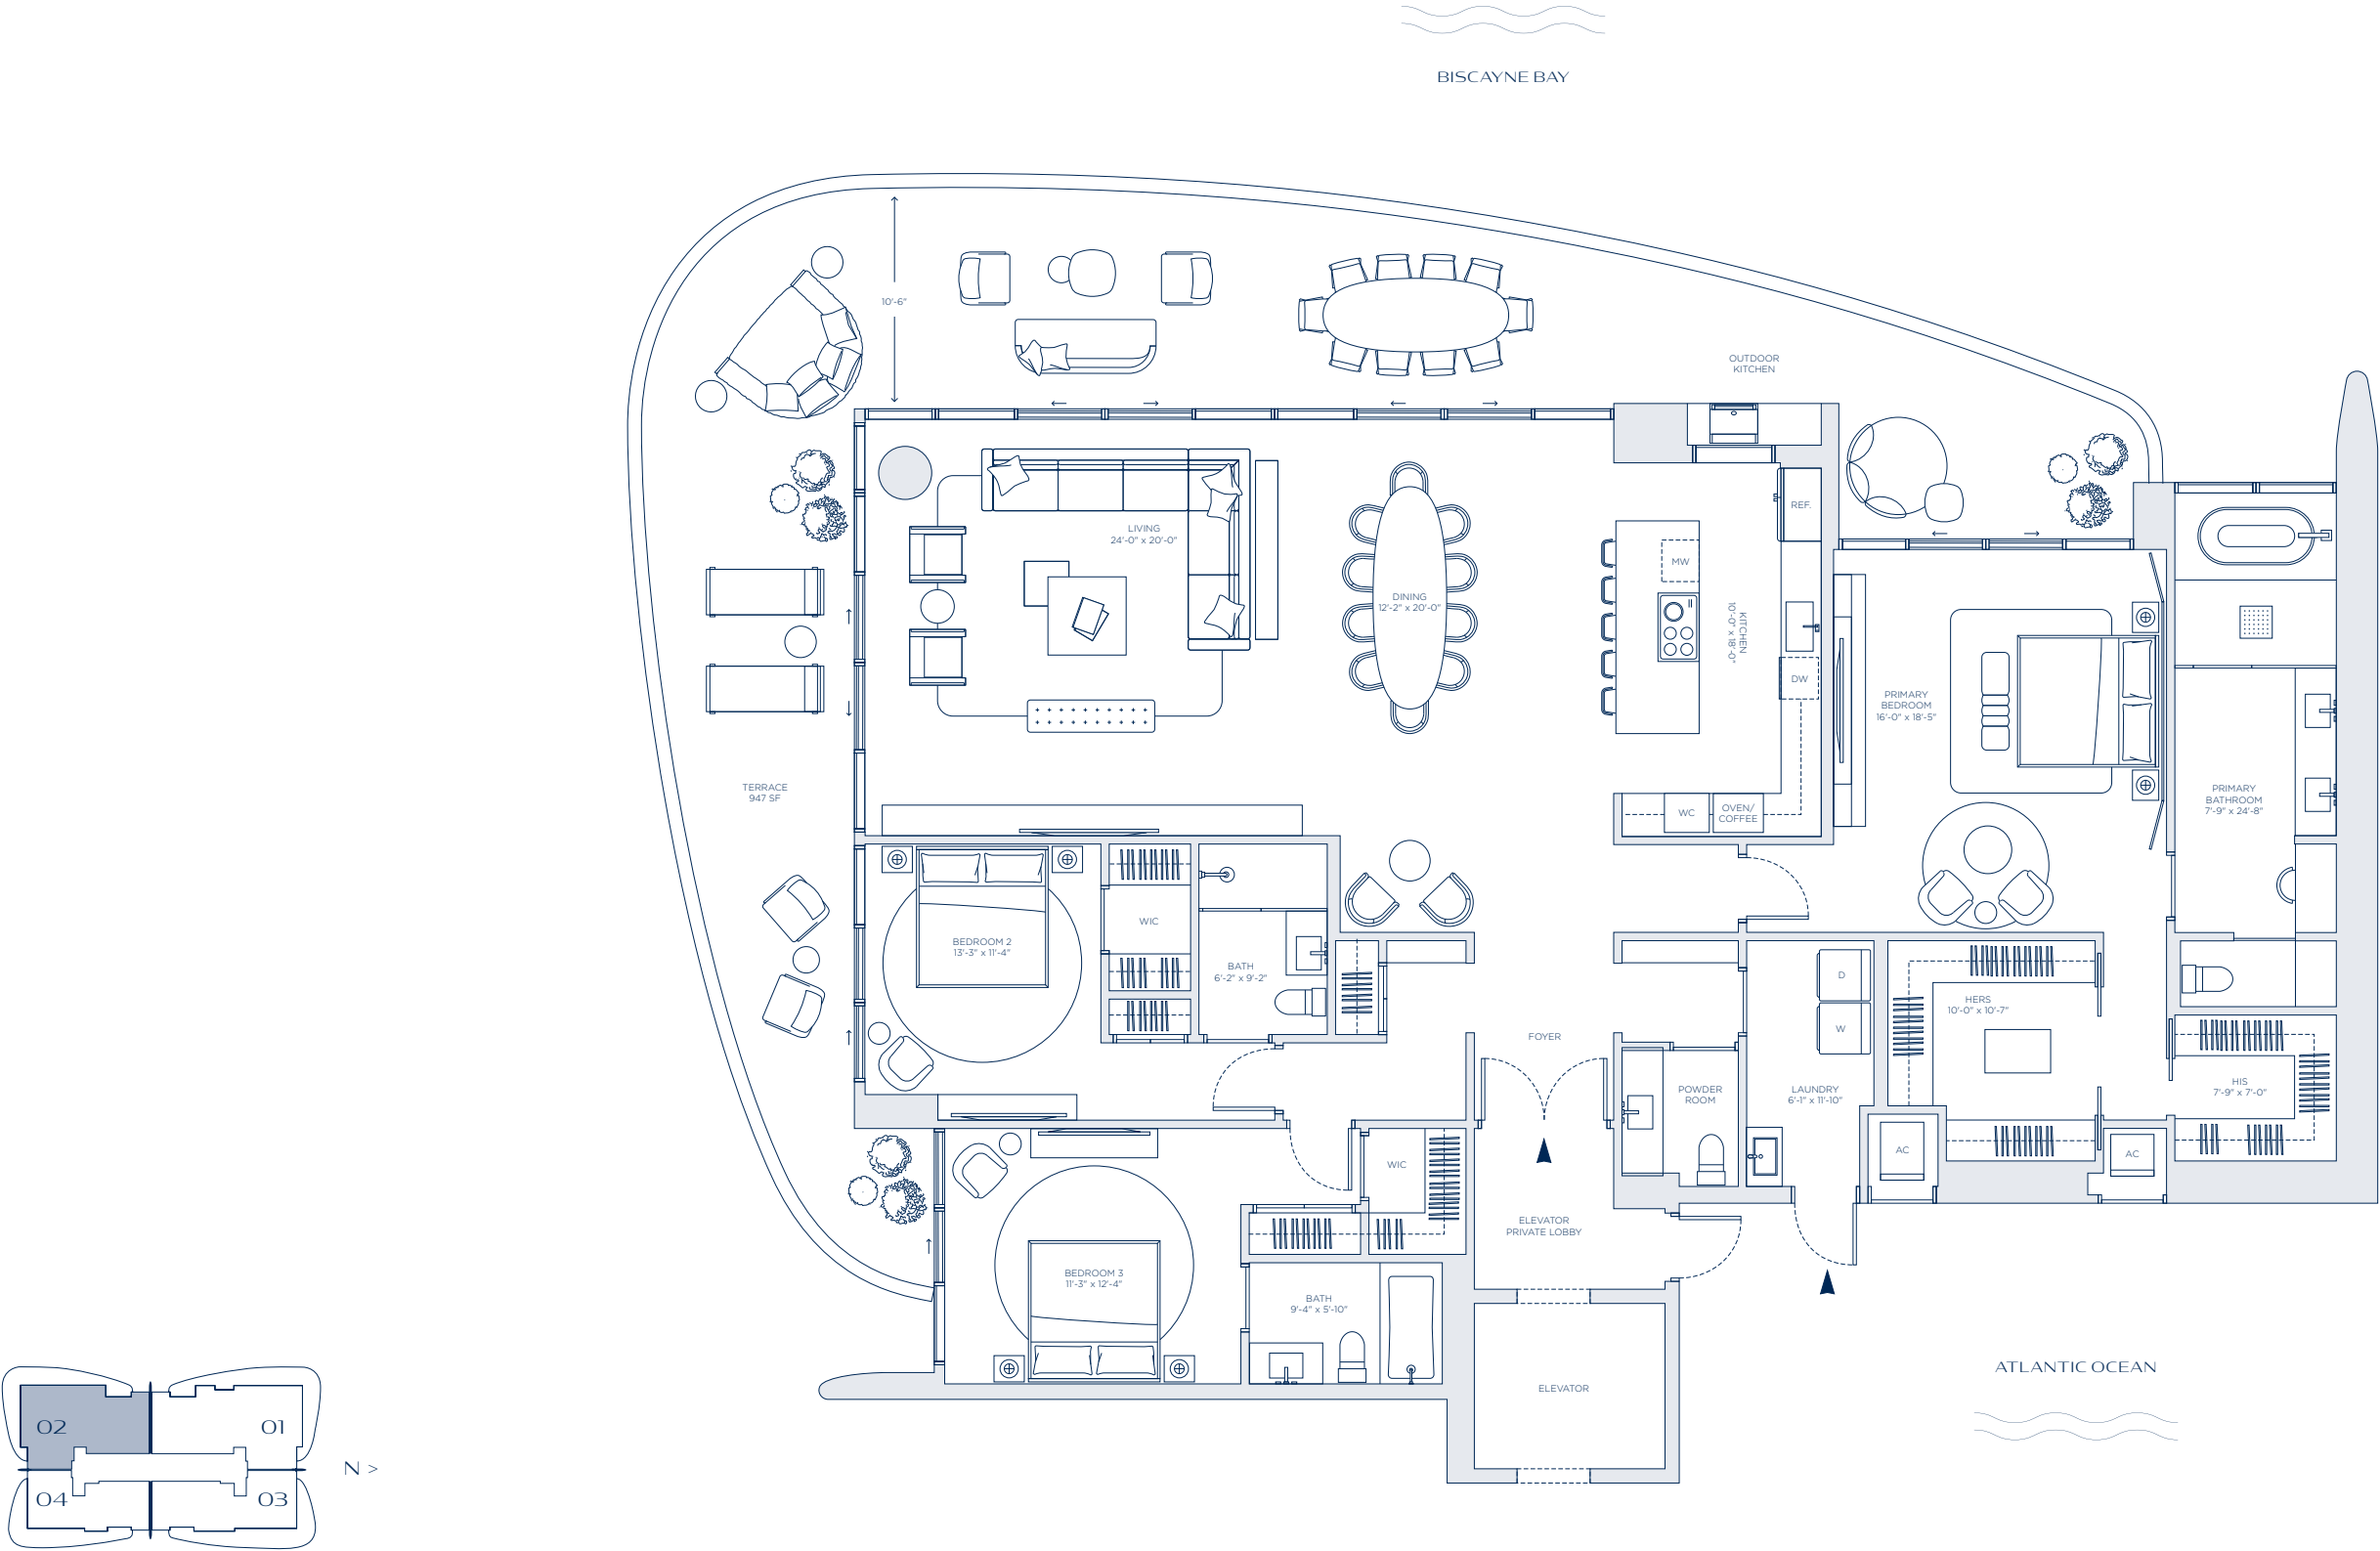 BISCAYNE BAY
10'-6"
OUTDOOR
KITCHEN
LIVING
24'-0" x 20'-0"
REF.
MW
DINING
12'-2" x 20'-0"
KITCHEN
10'-0" x 18'-0"
DW
PRIMARY
BEDROOM
16'-0" x 18'-5"
TERRACE
947 SF
PRIMARY
BATHROOM
7'-9" x 24'-8"
WC
OVEN/
COFFEE
WIC
BEDROOM 2
13'-3" x 11'-4"
BATH
6'-2" x 9'-2"
D
W
HERS
10'-0" x 10'-7"
FOYER
POWDER
ROOM
LAUNDRY
6'-1" x 11'-10"
HIS
7'-9" x 7'-0"
AC
AC
WIC
ELEVATOR
PRIVATE LOBBY
BEDROOM 3
11'-3" x 12'-4"
BATH
9'-4" x 5'-10"
ELEVATOR
ATLANTIC OCEAN
02
01
N >
04
03